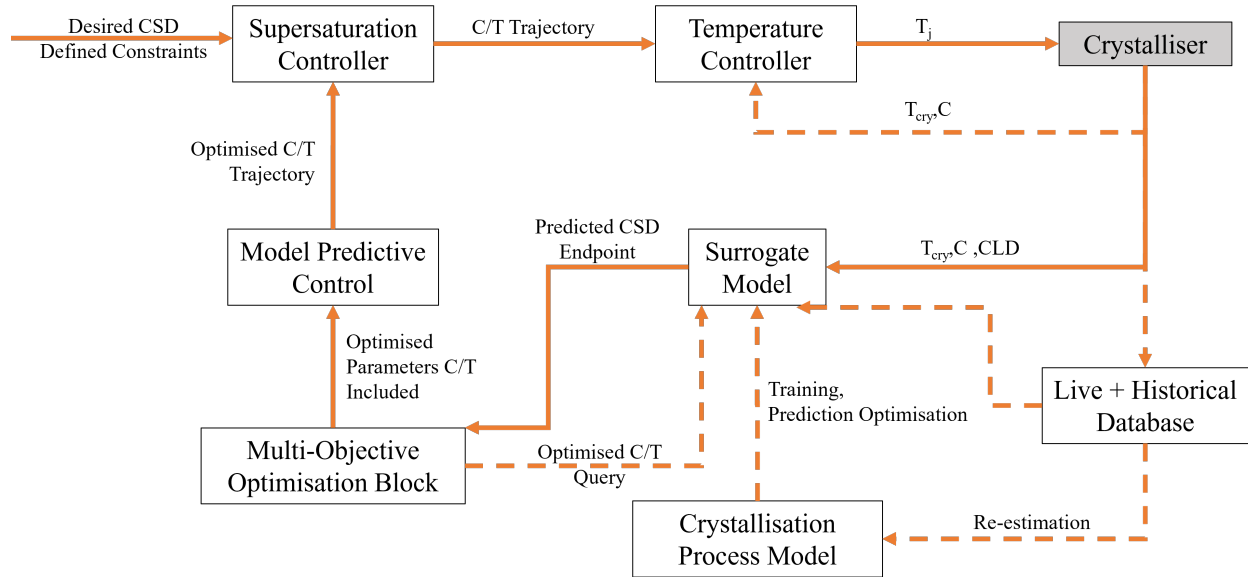 Desired CSD
Defined Constraints
Supersaturation
Controller
C/T Trajectory
Temperature
Controller
Tj
Crystalliser
Tcry,C
Optimised C/T
Trajectory
Model Predictive
Control
Predicted CSD
Endpoint
Surrogate
Model
Tcry,C ,CLD
Optimised
Parameters C/T
Included
Training,
Prediction Optimisation
Live + Historical
Database
Multi-Objective
Optimisation Block
Optimised C/T
Query
Crystallisation
Process Model
Re-estimation